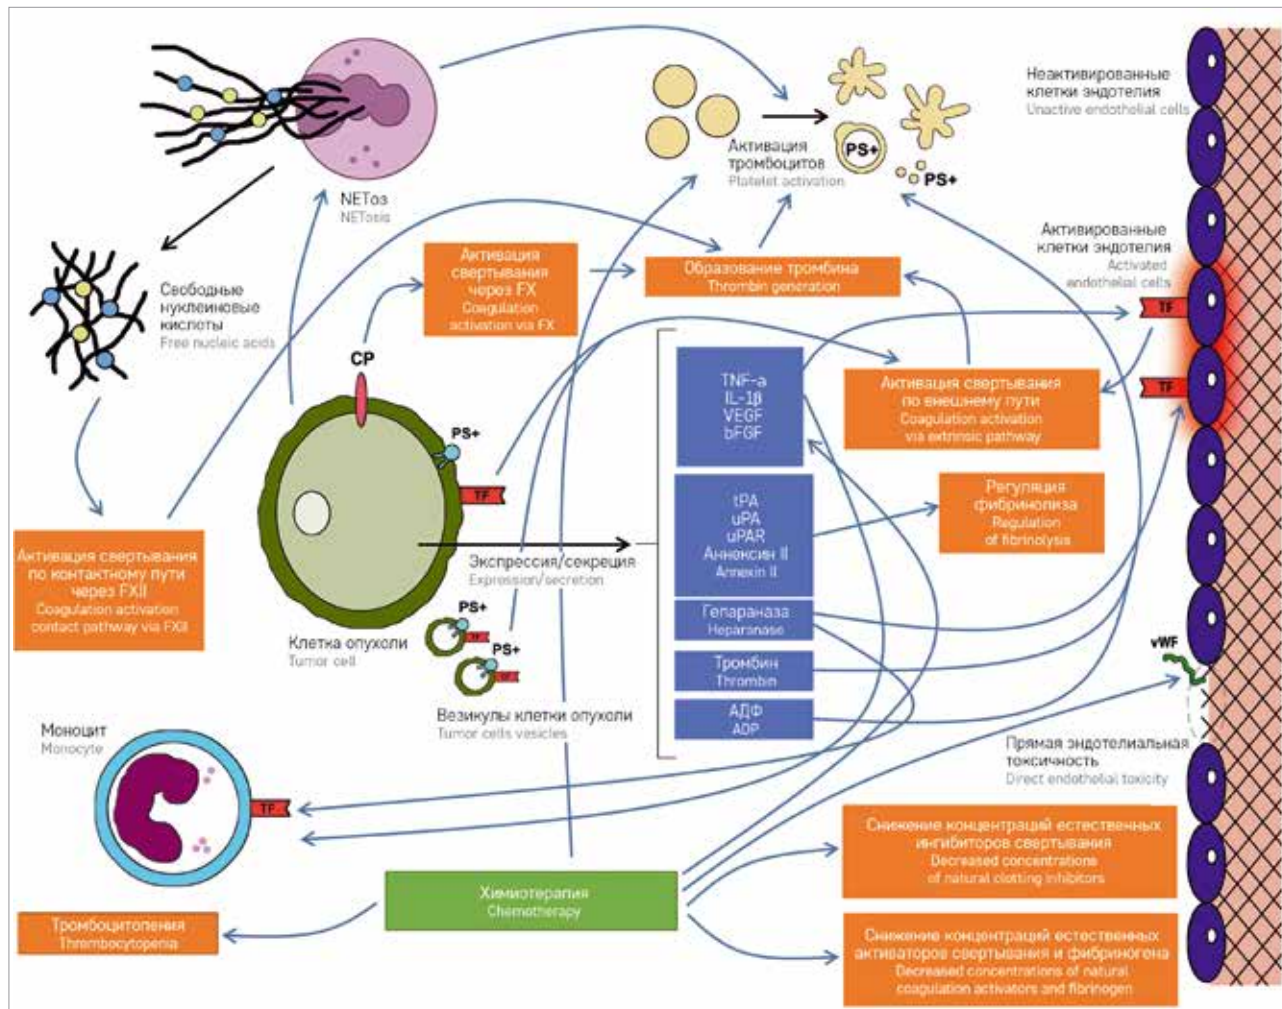 Неактивированные
клетки эндотелия
Unactive endothelial cells
Активация
тромбоцитов
Platelet activation
PS+
PS+
NETоз
NETosis
Активированные
клетки эндотелия
Activated
endothelial cells
Свободные
нуклеиновые
кислоты
Free nucleic acids
Активация
свертывания
через FX
Coagulation
activation via FX
Образование тромбина
Thrombin generation
TF
CP
TNF-a
IL-1β
VEGF
bFGF
Активация свертывания
по внешнему пути
Coagulation activation
via extrinsic pathway
TF
PS+
TF
tPA
uPA
uPAR
Аннексин II
Annexin II
Регуляция
фибринолиза
Regulation
of fibrinolysis
Активация свертывания
по контактному пути
через FXII
Coagulation activation
contact pathway via FXII
Экспрессия/секреция
Expression/secretion
Гепараназа
Heparanase
PS+
TF
PS+
TF
Клетка опухоли
Tumor cell
vWF
Тромбин
Thrombin
Везикулы клетки опухоли
Tumor cells vesicles
АДФ
ADP
Моноцит
Monocyte
TF
Прямая эндотелиальная
токсичность
Direct endothelial toxicity
Снижение концентраций естественных
ингибиторов свертывания
Decreased concentrations
of natural clotting inhibitors
Химиотерапия
Chemotherapy
Тромбоцитопения
Thrombocytopenia
Снижение концентраций естественных
активаторов свертывания и фибриногена
Decreased concentrations of natural
coagulation activators and fibrinogen